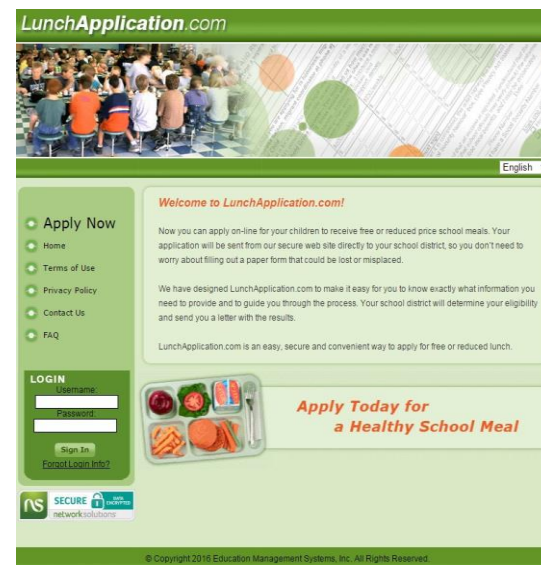 LunchApplication.com
English
Apply Now
Home
Terms of Use
Privacy Policy
Contact Us
FAQ
LOGIN
Username:
Password:
Sign In
Forgot Login Info?
SECURE
DATA
ENCRYPTED
networksolutions
Welcome to LunchApplication.com!
Now you can apply on-line for your children to receive free or reduced price school meals. Your
application will be sent from our secure web site directly to your school district, so you don't need to
worry about filling out a paper form that could be lost or misplaced.
We have designed LunchApplication.com to make it easy for you to know exactly what information you
need to provide and to guide you through the process. Your school district will determine your eligibility
and send you a letter with the results.
LunchApplication.com is an easy, secure and convenient way to apply for free or reduced lunch.
Apply Today for
a Healthy School Meal
© Copyright 2016 Education Management Systems, Inc. All Rights Reserved.